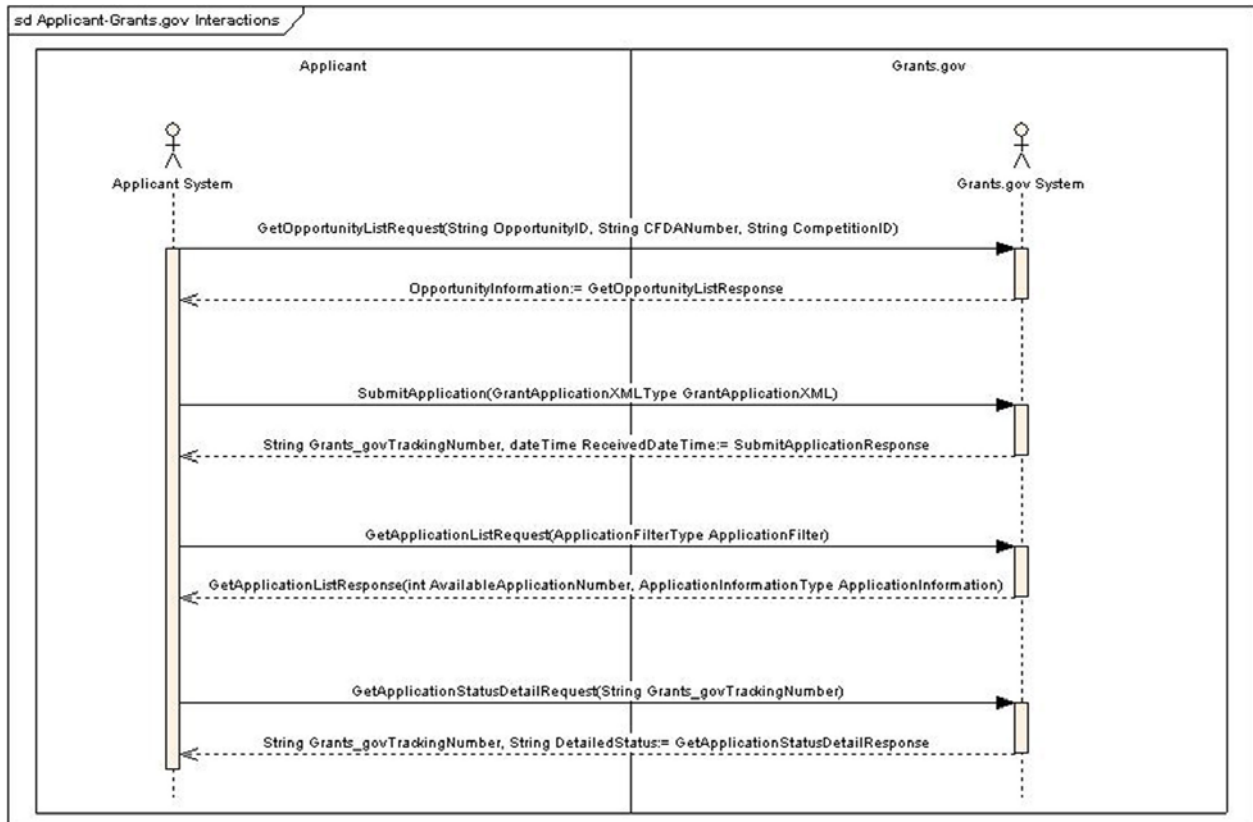 sd Applicant-Grants.gov Interactions
Applicant
Grants.gov
Applicant System
Grants.gov System
GetOpportunityListRequest(String OpportunityID, String CFDANumber, String CompetitionID)
OpportunityInformation:= GetOpportunityListResponse
SubmitApplication(GrantApplicationXMLType GrantApplicationXML)
String Grants_govTrackingNumber, dateTime ReceivedDateTime:= SubmitApplicationResponse
GetApplicationListRequest(ApplicationFilterType ApplicationFilter)
GetApplicationListResponse(int AvailableApplicationNumber, ApplicationInformationType ApplicationInformation)
GetApplicationStatusDetailRequest(String Grants_govTrackingNumber)
String Grants_govTrackingNumber, String DetailedStatus:= GetApplicationStatusDetailResponse